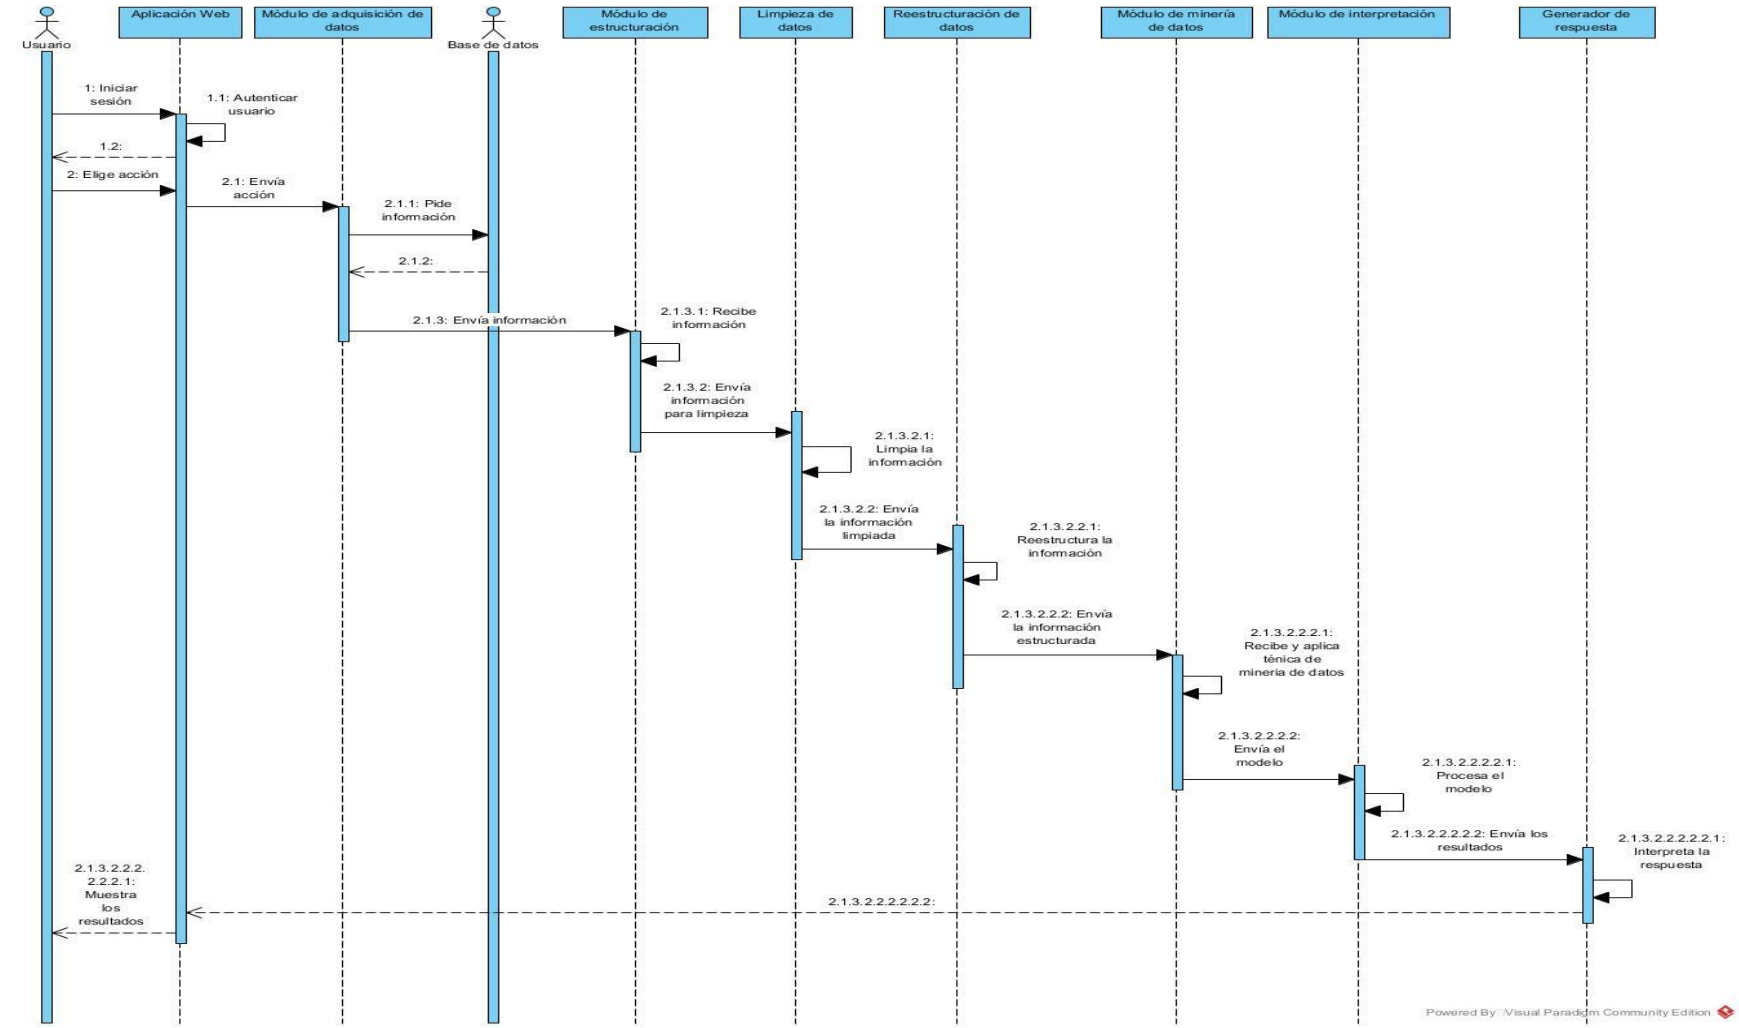 Usuario
Aplicación Web
Módulo de adquisición de
datos
Base de datos
Módulo de
estructuración
Limpieza de
datos
Reestructuración de
datos
Módulo de minería
de datos
Módulo de interpretación
Generador de
respuesta
1: Iniciar
sesión
1.1: Autenticar
usuario
1.2:
2: Elige acción
2.1: Envía
acción
2.1.1: Pide
información
2.1.2:
2.1.3: Envía información
2.1.3.1: Recibe
información
2.1.3.2: Envía
información
para limpieza
2.1.3.2.1:
Limpia la
información
2.1.3.2.2: Envía
la información
limpiada
2.1.3.2.2.1:
Reestructura la
información
2.1.3.2.2.2: Envía
la información
estructurada
2.1.3.2.2.2.1:
Recibe y aplica
ténica de
mineria de datos
2.1.3.2.2.2.2:
Envía el
modelo
2.1.3.2.2.2.2.1:
Procesa el
modelo
2.1.3.2.2.2.2.2: Envía los
resultados
2.1.3.2.2.2.2.2.1:
Interpreta la
respuesta
2.1.3.2.2.2.2.2.2:
2.1.3.2.2.2.
2.2.2.1:
Muestra
los
resultados
Powered By Visual Paradigm Community Edition